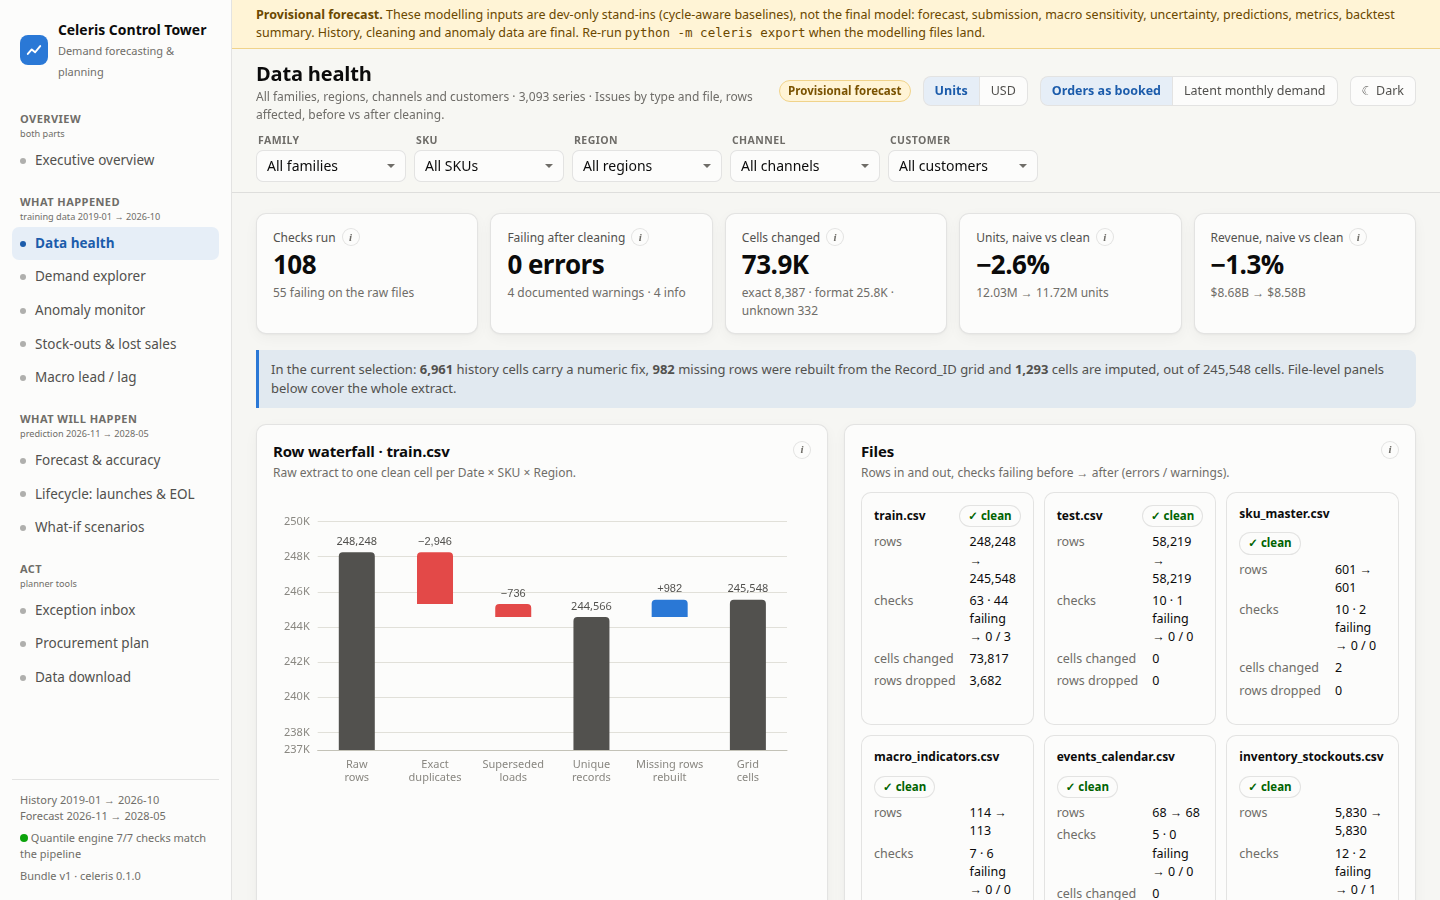 Celeris Control Tower
Demand forecasting &
planning
OVERVIEW
both parts
Executive overview
WHAT HAPPENED
training data 2019-01 → 2026-10
Data health
Demand explorer
Anomaly monitor
Stock-outs & lost sales
Macro lead / lag
WHAT WILL HAPPEN
prediction 2026-11 → 2028-05
Forecast & accuracy
Lifecycle: launches & EOL
What-if scenarios
ACT
planner tools
Exception inbox
Procurement plan
Data download
History 2019-01 → 2026-10
Forecast 2026-11 → 2028-05
Quantile engine 7/7 checks match
the pipeline
Bundle v1 · celeris 0.1.0
Provisional forecast. These modelling inputs are dev-only stand-ins (cycle-aware baselines), not the final model: forecast, submission, macro sensitivity, uncertainty, predictions, metrics, backtest
summary. History, cleaning and anomaly data are final. Re-run python -m celeris export when the modelling files land.
Data health
All families, regions, channels and customers · 3,093 series · Issues by type and file, rows
affected, before vs after cleaning.
Provisional forecast
Units USD
Orders as booked Latent monthly demand
☾ Dark
FAMILY SKU REGION CHANNEL CUSTOMER
All families All SKUs All regions All channels All customers
Checks run i
108
55 failing on the raw files
Failing after cleaning i
0 errors
4 documented warnings · 4 info
Cells changed i
73.9K
exact 8,387 · format 25.8K ·
unknown 332
Units, naive vs clean i
−2.6%
12.03M → 11.72M units
Revenue, naive vs clean i
−1.3%
$8.68B → $8.58B
In the current selection: 6,961 history cells carry a numeric fix, 982 missing rows were rebuilt from the Record_ID grid and 1,293 cells are imputed, out of 245,548 cells. File-level panels
below cover the whole extract.
Row waterfall · train.csv i
Raw extract to one clean cell per Date × SKU × Region.
250K
248K
246K
244K
242K
240K
238K
237K
248,248
−2,946
−736
244,566
+982
245,548
Raw
rows
Exact
duplicates
Superseded
loads
Unique
records
Missing rows
rebuilt
Grid
cells
Files i
Rows in and out, checks failing before → after (errors / warnings).
train.csv ✓ clean
rows 248,248
→
245,548
checks 63 · 44
failing
→ 0 / 3
cells changed 73,817
rows dropped 3,682
test.csv ✓ clean
rows 58,219
→
58,219
checks 10 · 1
failing
→ 0 / 0
cells changed 0
rows dropped 0
sku_master.csv
✓ clean
rows 601 →
601
checks 10 · 2
failing
→ 0 / 0
cells changed 2
rows dropped 0
macro_indicators.csv
✓ clean
rows 114 →
113
checks 7 · 6
failing
→ 0 / 0
events_calendar.csv
✓ clean
rows 68 → 68
checks 5 · 0
failing
→ 0 / 0
cells changed 0
inventory_stockouts.csv
✓ clean
rows 5,830 →
5,830
checks 12 · 2
failing
→ 0 / 1